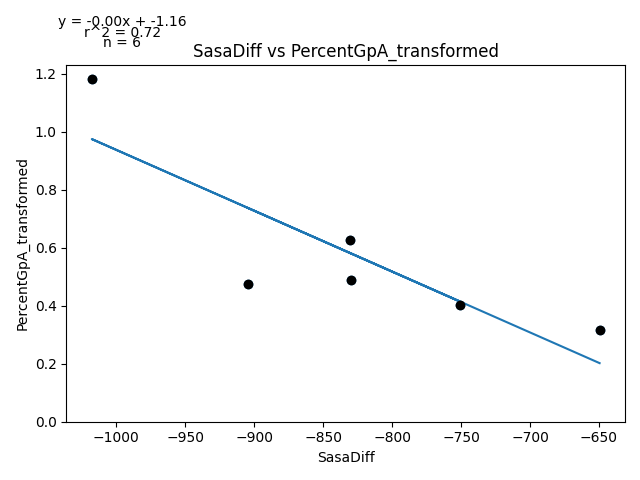 y = -0.00x + -1.16
r^2 = 0.72
n = 6
SasaDiff vs PercentGpA_transformed
1.2
1.0
0.8
0.6
0.4
0.2
0.0
PercentGpA_transformed
−1000 −950 −900 −850 −800 −750 −700 −650
SasaDiff